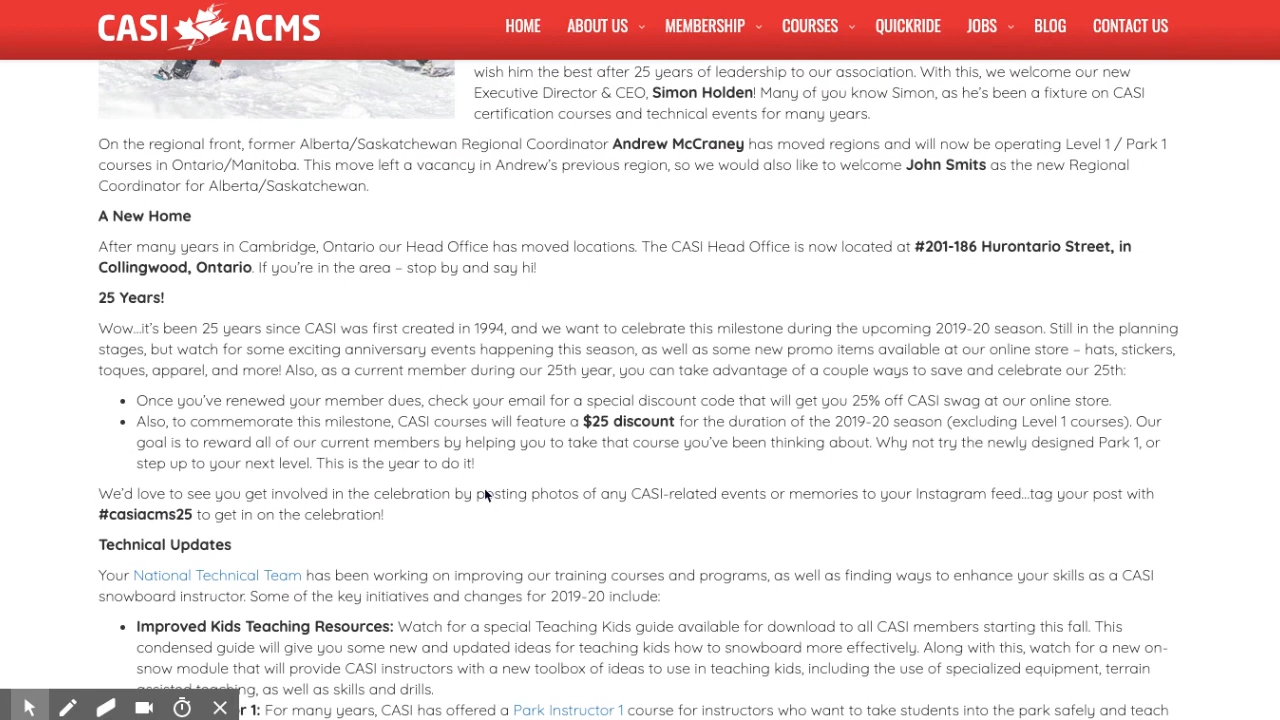 CASI ACMS
HOME ABOUT US MEMBERSHIP COURSES QUICKRIDE JOBS BLOG CONTACT US
wish him the best after 25 years of leadership to our association. With this, we welcome our new
Executive Director & CEO, Simon Holden! Many of you know Simon, as he's been a fixture on CASI
certification courses and technical events for many years.
On the regional front, former Alberta/Saskatchewan Regional Coordinator Andrew McCraney has moved regions and will now be operating Level 1 / Park 1
courses in Ontario/Manitoba. This move left a vacancy in Andrew's previous region, so we would also like to welcome John Smits as the new Regional
Coordinator for Alberta/Saskatchewan.
A New Home
After many years in Cambridge, Ontario our Head Office has moved locations. The CASI Head Office is now located at #201-186 Hurontario Street, in
Collingwood, Ontario. If you're in the area – stop by and say hi!
25 Years!
Wow…it's been 25 years since CASI was first created in 1994, and we want to celebrate this milestone during the upcoming 2019-20 season. Still in the planning
stages, but watch for some exciting anniversary events happening this season, as well as some new promo items available at our online store – hats, stickers,
toques, apparel, and more! Also, as a current member during our 25th year, you can take advantage of a couple ways to save and celebrate our 25th:
• Once you've renewed your member dues, check your email for a special discount code that will get you 25% off CASI swag at our online store.
• Also, to commemorate this milestone, CASI courses will feature a $25 discount for the duration of the 2019-20 season (excluding Level 1 courses). Our
goal is to reward all of our current members by helping you to take that course you've been thinking about. Why not try the newly designed Park 1, or
step up to your next level. This is the year to do it!
We'd love to see you get involved in the celebration by posting photos of any CASI-related events or memories to your Instagram feed…tag your post with
#casiacms25 to get in on the celebration!
Technical Updates
Your National Technical Team has been working on improving our training courses and programs, as well as finding ways to enhance your skills as a CASI
snowboard instructor. Some of the key initiatives and changes for 2019-20 include:
• Improved Kids Teaching Resources: Watch for a special Teaching Kids guide available for download to all CASI members starting this fall. This
condensed guide will give you some new and updated ideas for teaching kids how to snowboard more effectively. Along with this, watch for a new on-
snow module that will provide CASI instructors with a new toolbox of ideas to use in teaching kids, including the use of specialized equipment, terrain
assisted teaching, as well as skills and drills.
1: For many years, CASI has offered a Park Instructor 1 course for instructors who want to take students into the park safely and teach